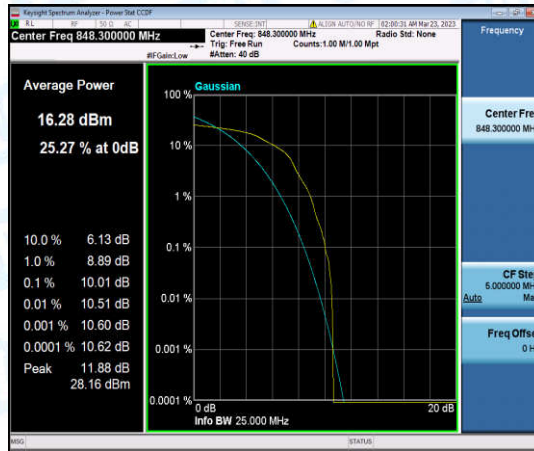 Keysight Spectrum Analyzer - Power Stat CCDF
RL RF 50 Ω AC SENSE:INT ALIGN AUTO/NO RF 02:00:31 AM Mar 23, 2023
Center Freq 848.300000 MHz
Center Freq: 848.300000 MHz Radio Std: None
Trig: Free Run Counts:1.00 M/1.00 Mpt
#IFGain:Low #Atten: 40 dB
Frequency
Average Power
16.28 dBm
25.27 % at 0dB
10.0 % 6.13 dB
1.0 % 8.89 dB
0.1 % 10.01 dB
0.01 % 10.51 dB
0.001 % 10.60 dB
0.0001 % 10.62 dB
Peak 11.88 dB
28.16 dBm
Gaussian
100 %
10 %
1 %
0.1 %
0.01 %
0.001 %
0.0001 %
0 dB 20 dB
Info BW 25.000 MHz
Center Fre
848.300000 MH
CF Ste
5.000000 MH
Auto Ma
Freq Offse
0 H
MSG STATUS